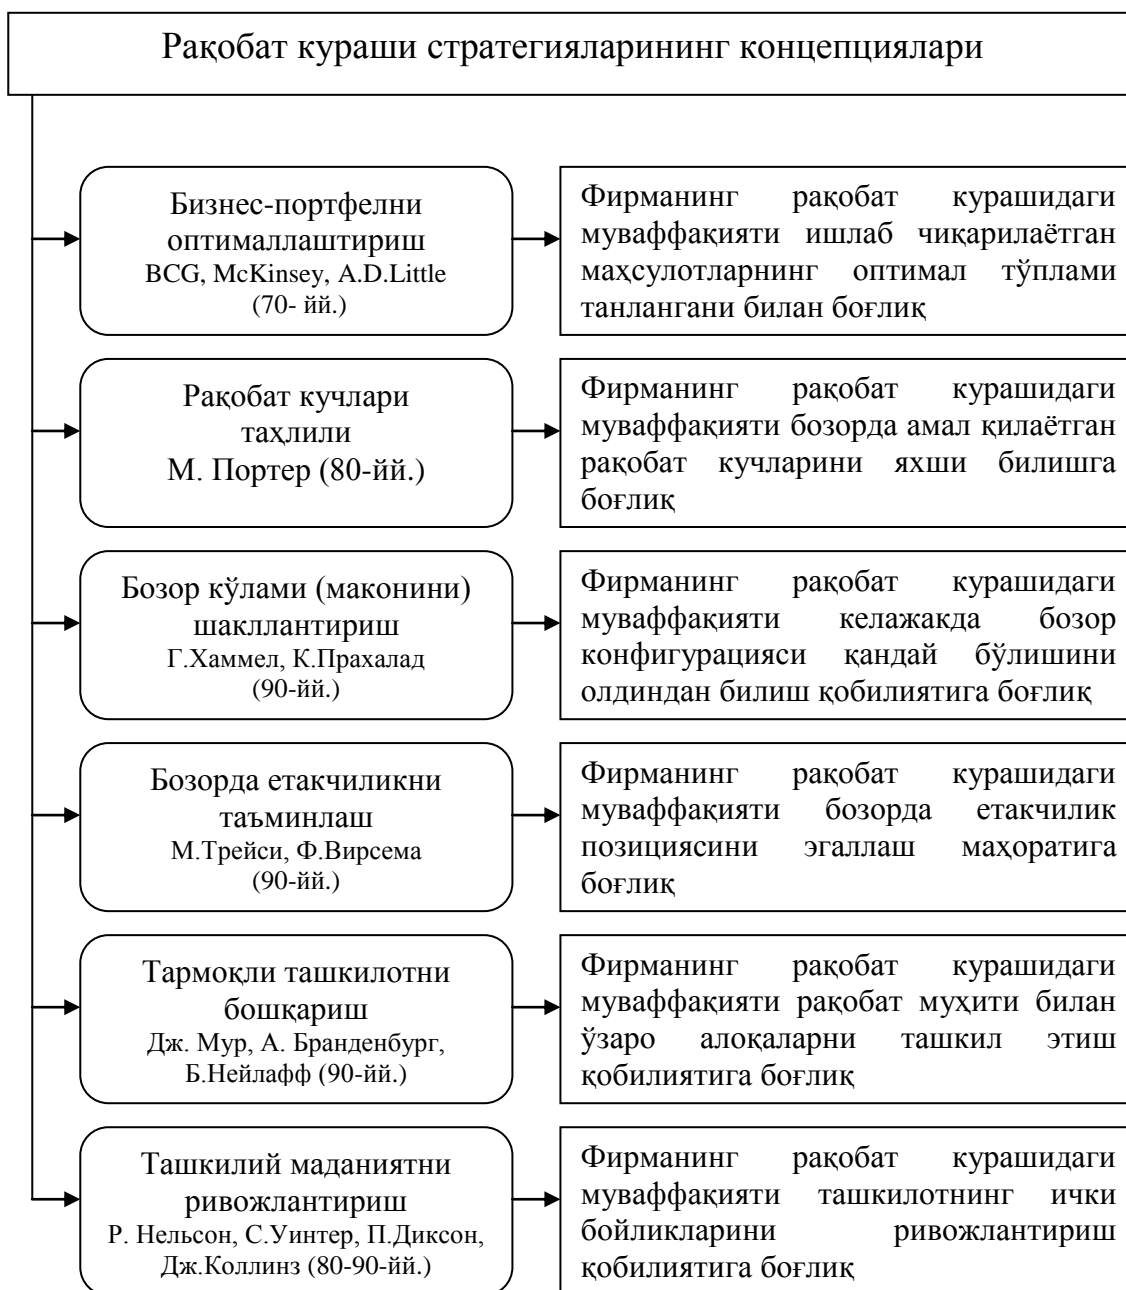 Рақобат кураши стратегияларининг концепциялари
Бизнес-портфелни
оптималлаштириш
BCG, McKinsey, A.D.Little
(70- йй.)
Фирманинг рақобат курашидаги
муваффақияти ишлаб чиқарилаётган
маҳсулотларнинг оптимал тўплами
танлангани билан боғлиқ
Рақобат кучлари
таҳлили
М. Портер (80-йй.)
Фирманинг рақобат курашидаги
муваффақияти бозорда амал қилаётган
рақобат кучларини яхши билишга
боғлиқ
Бозор кўлами (маконини)
шакллантириш
Г.Хаммел, К.Прахалад
(90-йй.)
Фирманинг рақобат курашидаги
муваффақияти келажакда бозор
конфигурацияси қандай бўлишини
олдиндан билиш қобилиятига боғлиқ
Бозорда етакчиликни
таъминлаш
М.Трейси, Ф.Вирсема
(90-йй.)
Фирманинг рақобат курашидаги
муваффақияти бозорда етакчилик
позициясини эгаллаш маҳоратига
боғлиқ
Тармоқли ташкилотни
бошқариш
Дж. Мур, А. Бранденбург,
Б.Нейлафф (90-йй.)
Фирманинг рақобат курашидаги
муваффақияти рақобат муҳити билан
ўзаро алоқаларни ташкил этиш
қобилиятига боғлиқ
Ташкилий маданиятни
ривожлантириш
Р. Нельсон, С.Уинтер, П.Диксон,
Дж.Коллинз (80-90-йй.)
Фирманинг рақобат курашидаги
муваффақияти ташкилотнинг ички
бойликларини ривожлантириш
қобилиятига боғлиқ